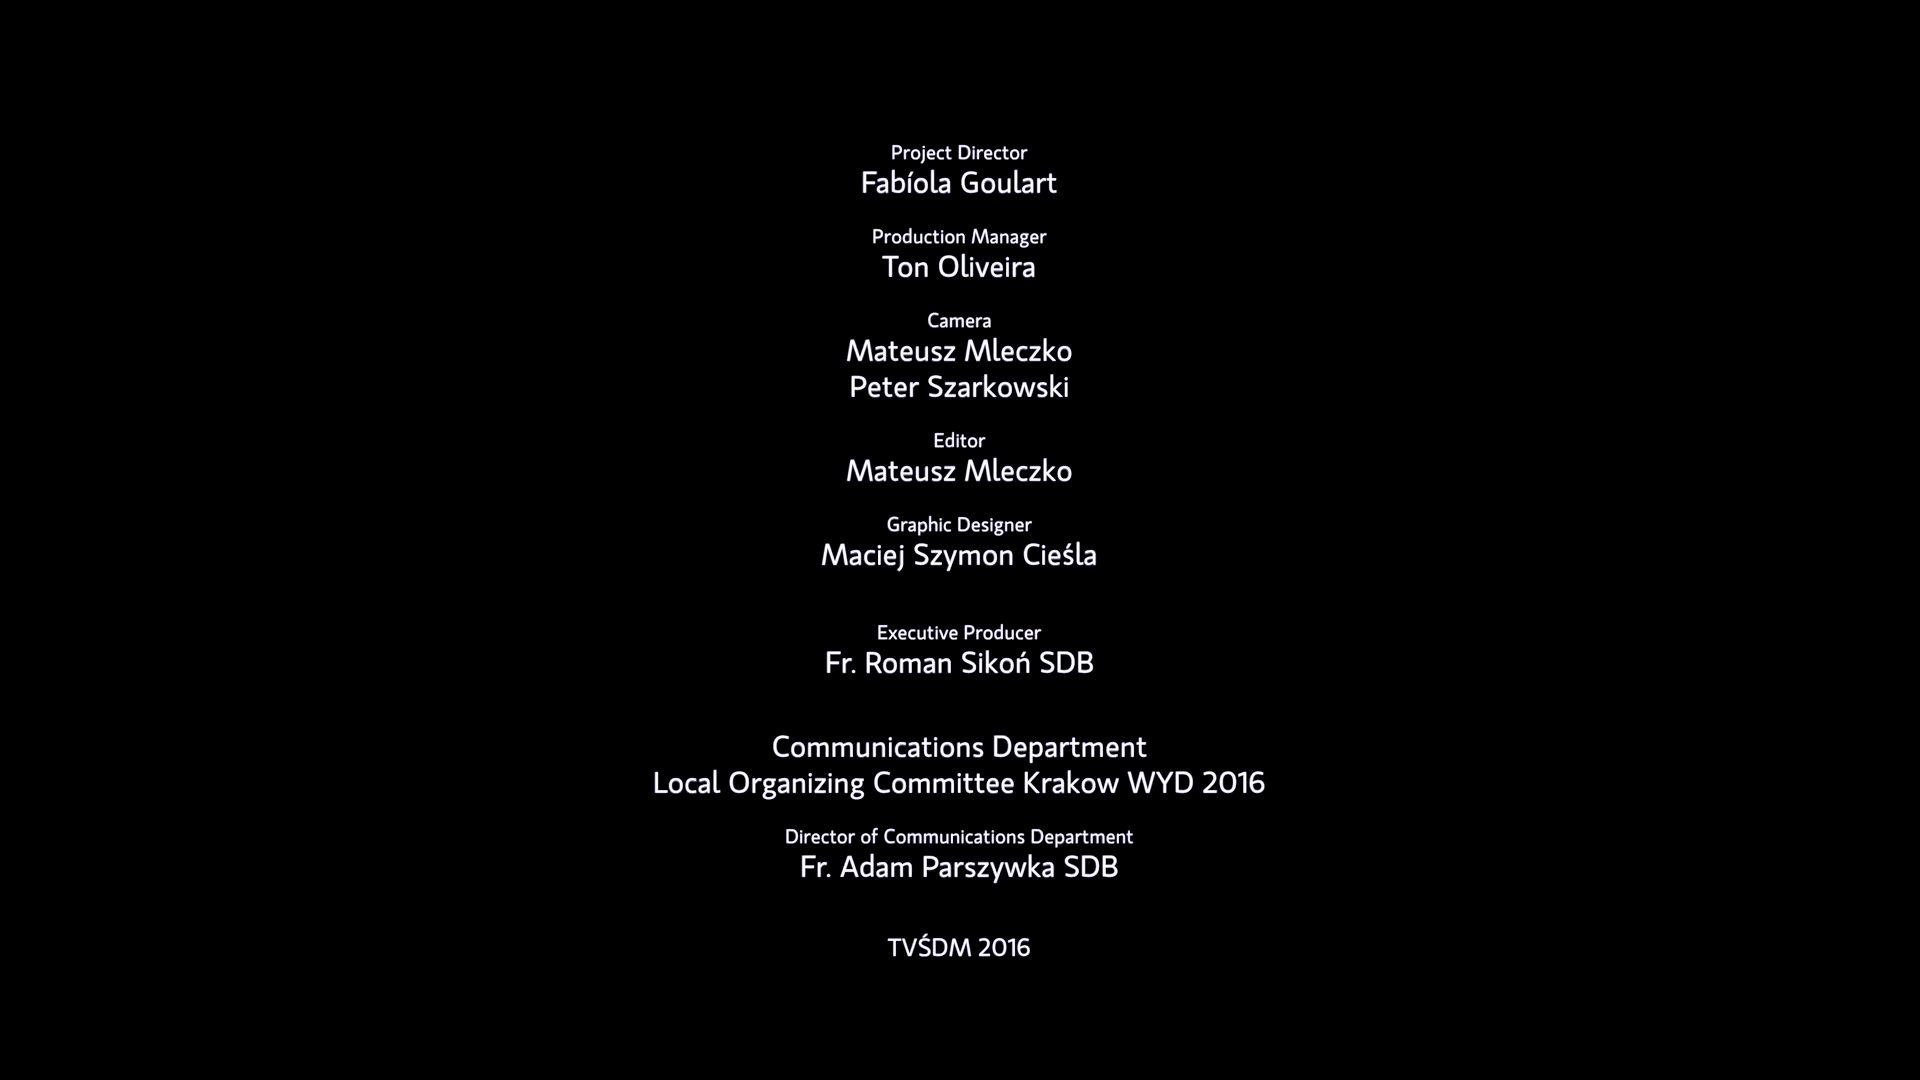 Project Director
Fabíola Goulart
Production Manager
Ton Oliveira
Camera
Mateusz Mleczko
Peter Szarkowski
Editor
Mateusz Mleczko
Graphic Designer
Maciej Szymon Cieśla
Executive Producer
Fr. Roman Sikoń SDB
Communications Department
Local Organizing Committee Krakow WYD 2016
Director of Communications Department
Fr. Adam Parszywka SDB
TVŚDM 2016